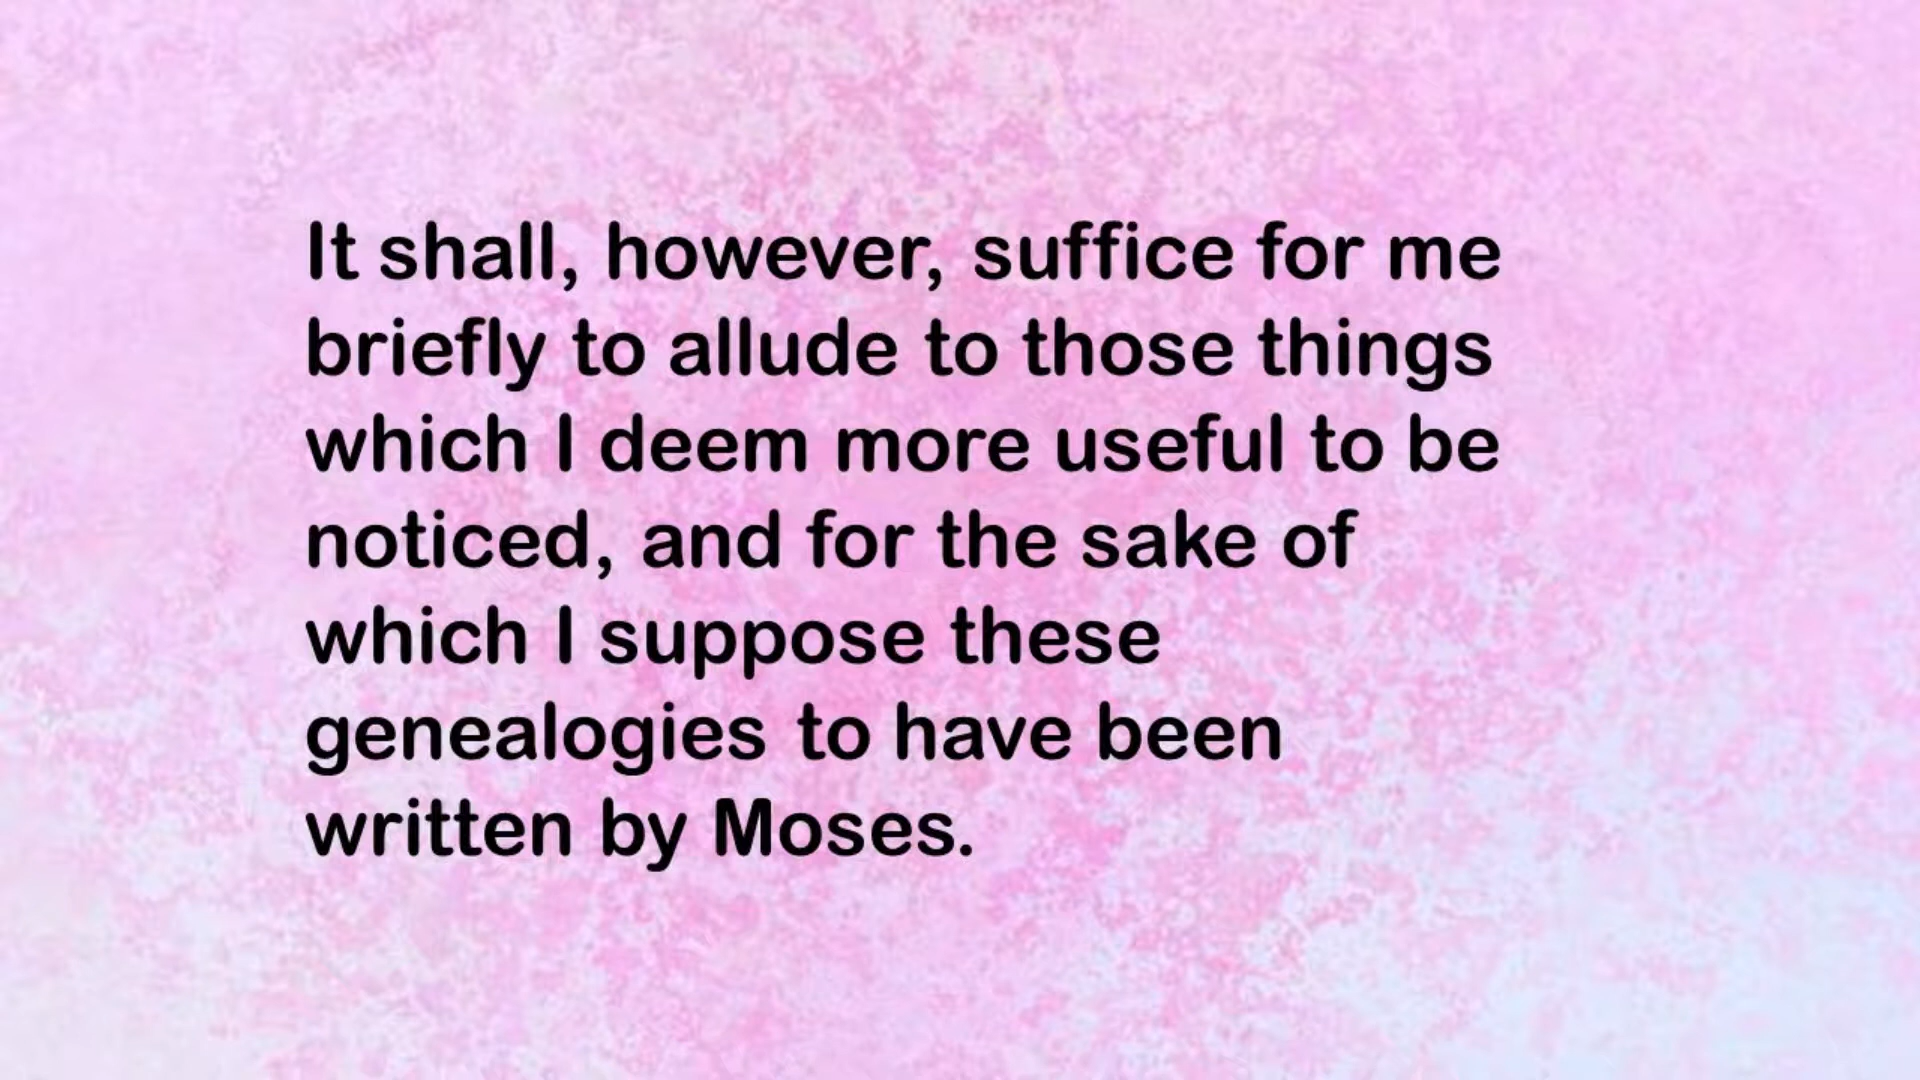 It shall, however, suffice for me
briefly to allude to those things
which I deem more useful to be
noticed, and for the sake of
which I suppose these
genealogies to have been
written by Moses.